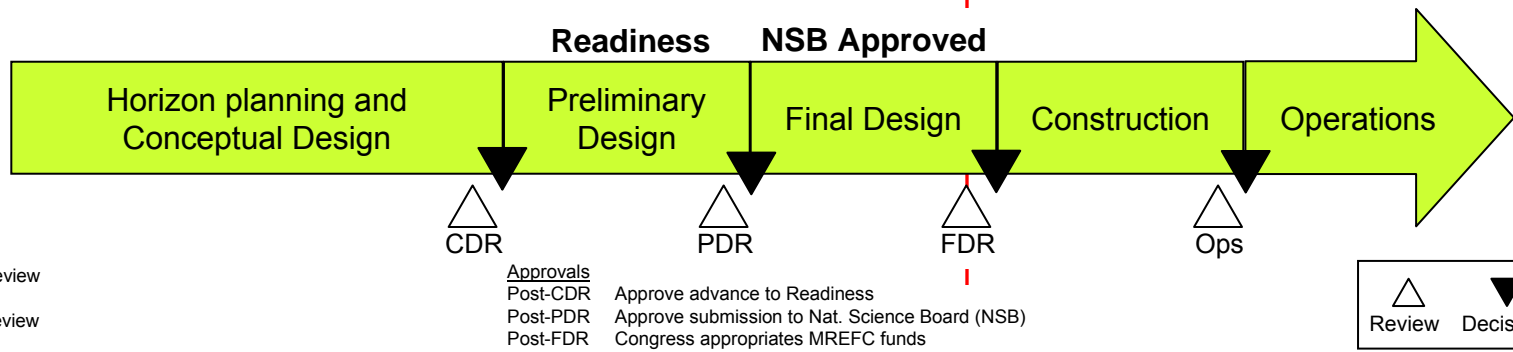 Readiness
NSB Approved
Horizon planning and
Conceptual Design
Preliminary
Design
Final Design
Construction
Operations
CDR
PDR
FDR
Ops
Approvals
Post-CDR Approve advance to Readiness
Post-PDR Approve submission to Nat. Science Board (NSB)
Post-FDR Congress appropriates MREFC funds
Review